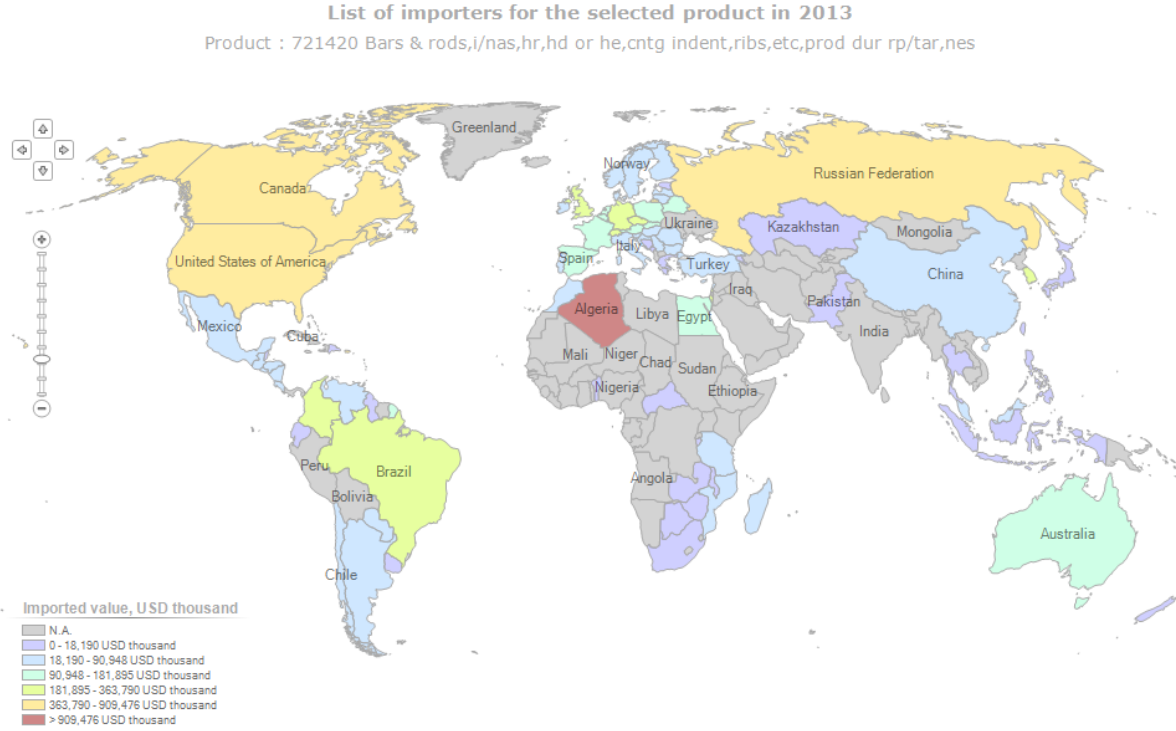 List of importers for the selected product in 2013
Product : 721420 Bars & rods,i/nas,hr,hd or he,cntg indent,ribs,etc,prod dur rp/tar,nes
Greenland
Norway
Canada
Russian Federation
Ukraine
Kazakhstan
Mongolia
United States of America
Italy
Spain
Turkey
China
Iraq
Pakistan
Algeria
Libya
Egypt
India
Mexico
Cuba
Mali
Niger
Chad
Sudan
Nigeria
Ethiopia
Peru
Brazil
Angola
Bolivia
Australia
Chile
Imported value, USD thousand
N.A.
0 - 18,190 USD thousand
18,190 - 90,948 USD thousand
90,948 - 181,895 USD thousand
181,895 - 363,790 USD thousand
363,790 - 909,476 USD thousand
> 909,476 USD thousand